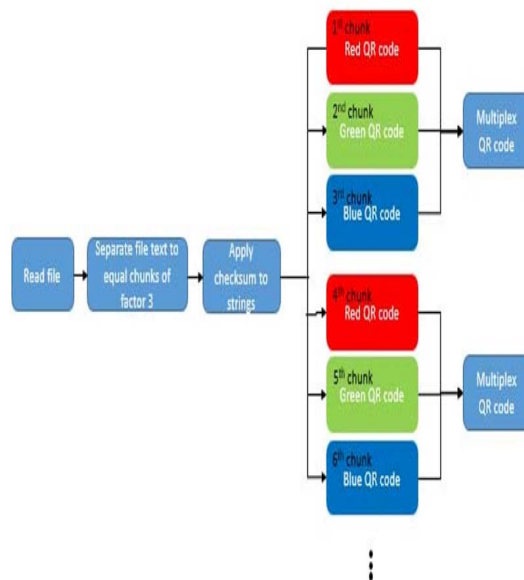 Read file
Separate file text to
equal chunks of
factor 3
Apply
checksum to
strings
1st chunk
Red QR code
2nd chunk
Green QR code
3rd chunk
Blue QR code
Multiplex
QR code
4th chunk
Red QR code
5th chunk
Green QR code
6th chunk
Blue QR code
Multiplex
QR code